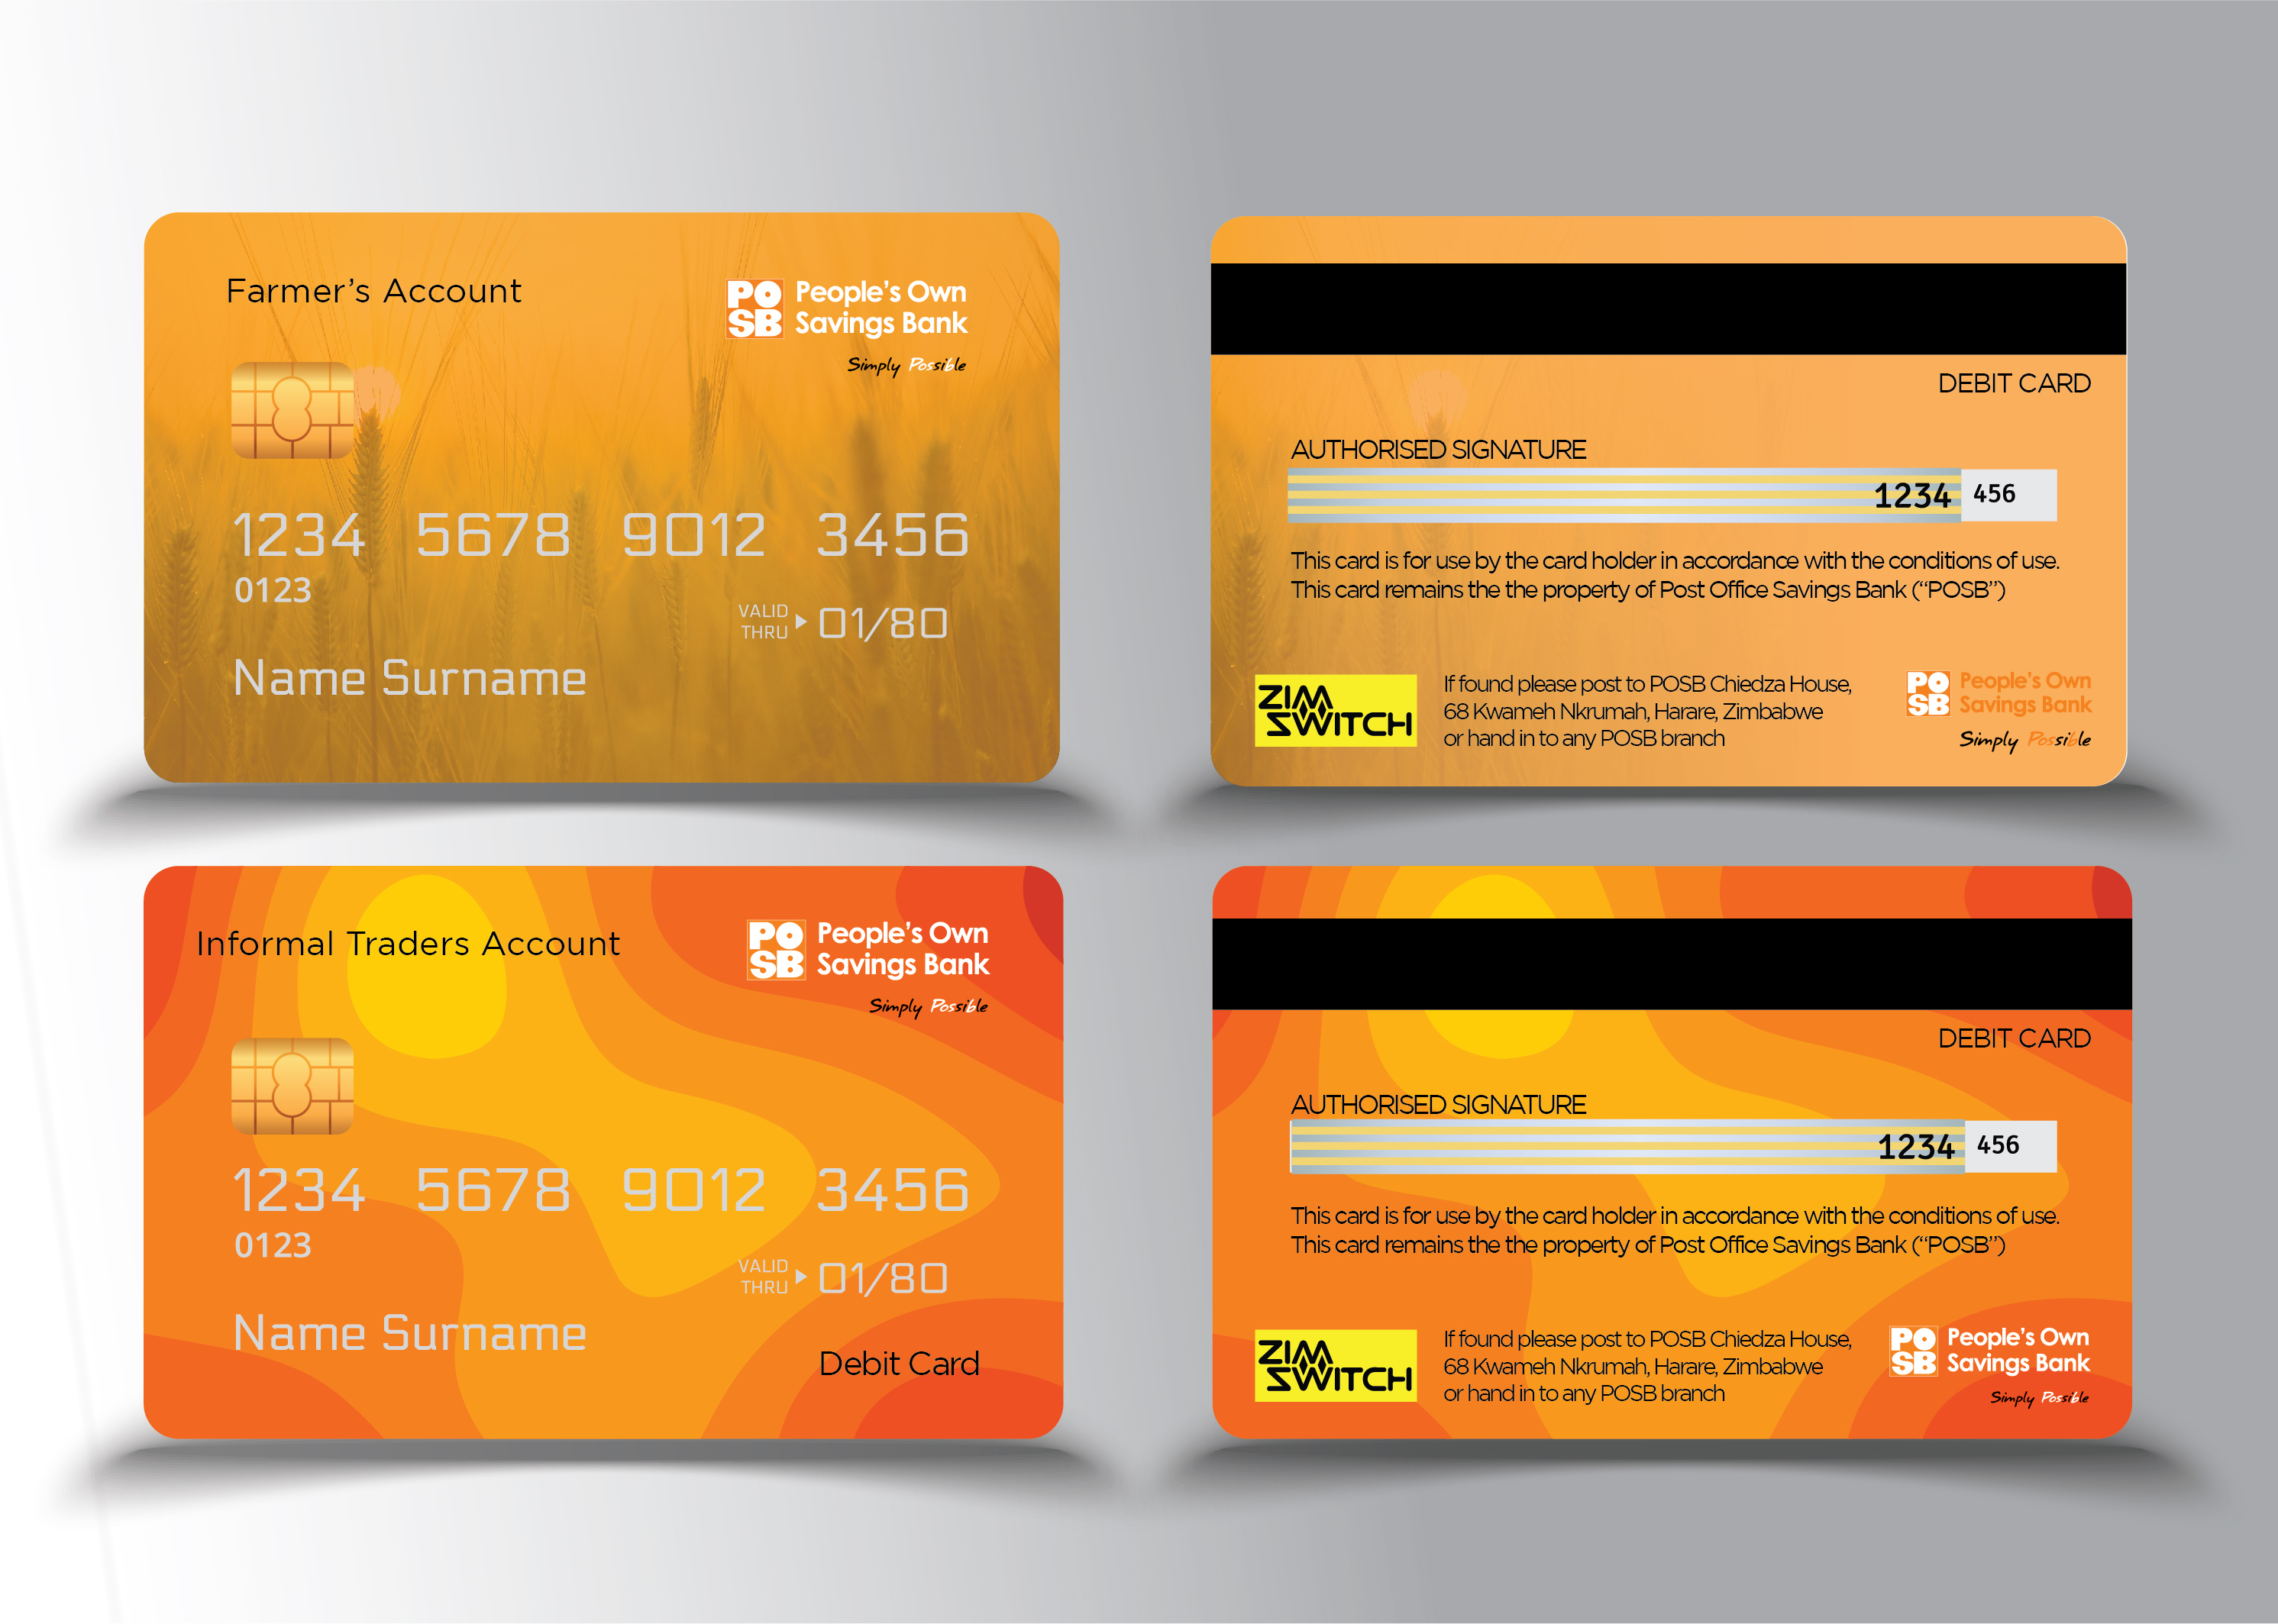 Farmer's Account
PO
SB
People's Own
Savings Bank
Simply Possible
1234 5678 9012 3456
0123
VALID
THRU
01/80
Name Surname
DEBIT CARD
AUTHORISED SIGNATURE
1234 456
This card is for use by the card holder in accordance with the conditions of use.
This card remains the the property of Post Office Savings Bank (“POSB”)
ZIM
SWITCH
If found please post to POSB Chiedza House,
68 Kwameh Nkrumah, Harare, Zimbabwe
or hand in to any POSB branch
PO
SB
People's Own
Savings Bank
Simply Possible
Informal Traders Account
PO
SB
People's Own
Savings Bank
Simply Possible
1234 5678 9012 3456
0123
VALID
THRU
01/80
Name Surname
Debit Card
DEBIT CARD
AUTHORISED SIGNATURE
1234 456
This card is for use by the card holder in accordance with the conditions of use.
This card remains the the property of Post Office Savings Bank (“POSB”)
ZIM
SWITCH
If found please post to POSB Chiedza House,
68 Kwameh Nkrumah, Harare, Zimbabwe
or hand in to any POSB branch
PO
SB
People's Own
Savings Bank
Simply Possible